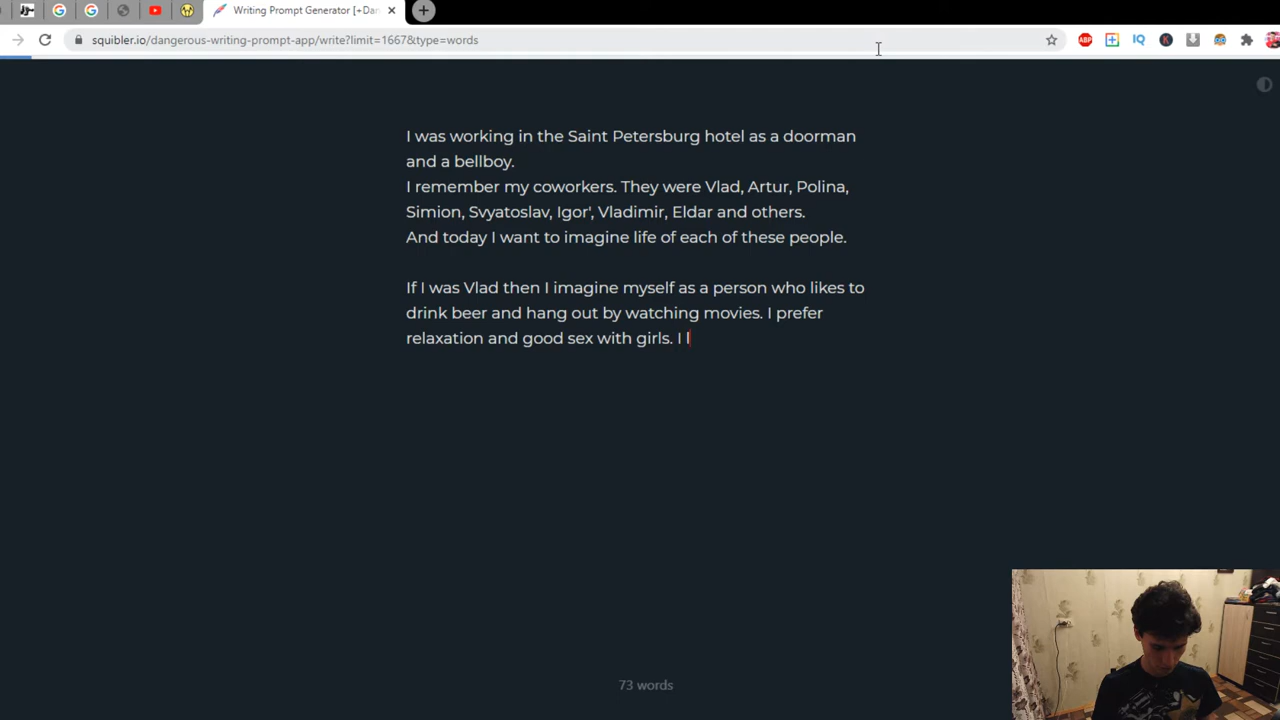 Writing Prompt Generator [+Dan
squibler.io/dangerous-writing-prompt-app/write?limit=1667&type=words
ABP
IQ
K
I was working in the Saint Petersburg hotel as a doorman
and a bellboy.
I remember my coworkers. They were Vlad, Artur, Polina,
Simion, Svyatoslav, Igor', Vladimir, Eldar and others.
And today I want to imagine life of each of these people.
If I was Vlad then I imagine myself as a person who likes to
drink beer and hang out by watching movies. I prefer
relaxation and good sex with girls. I l
73 words